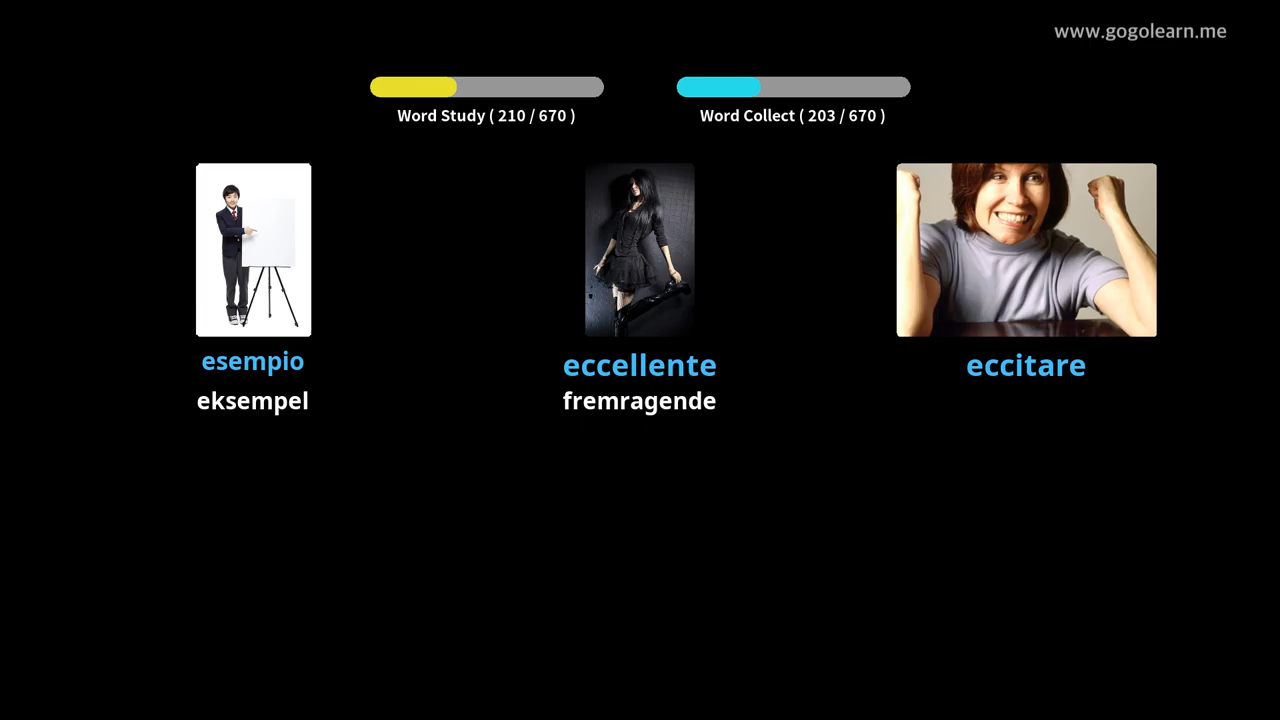 www.gogolearn.me
Word Study ( 210 / 670 )
Word Collect ( 203 / 670 )
esempio
eksempel
eccellente
fremragende
eccitare